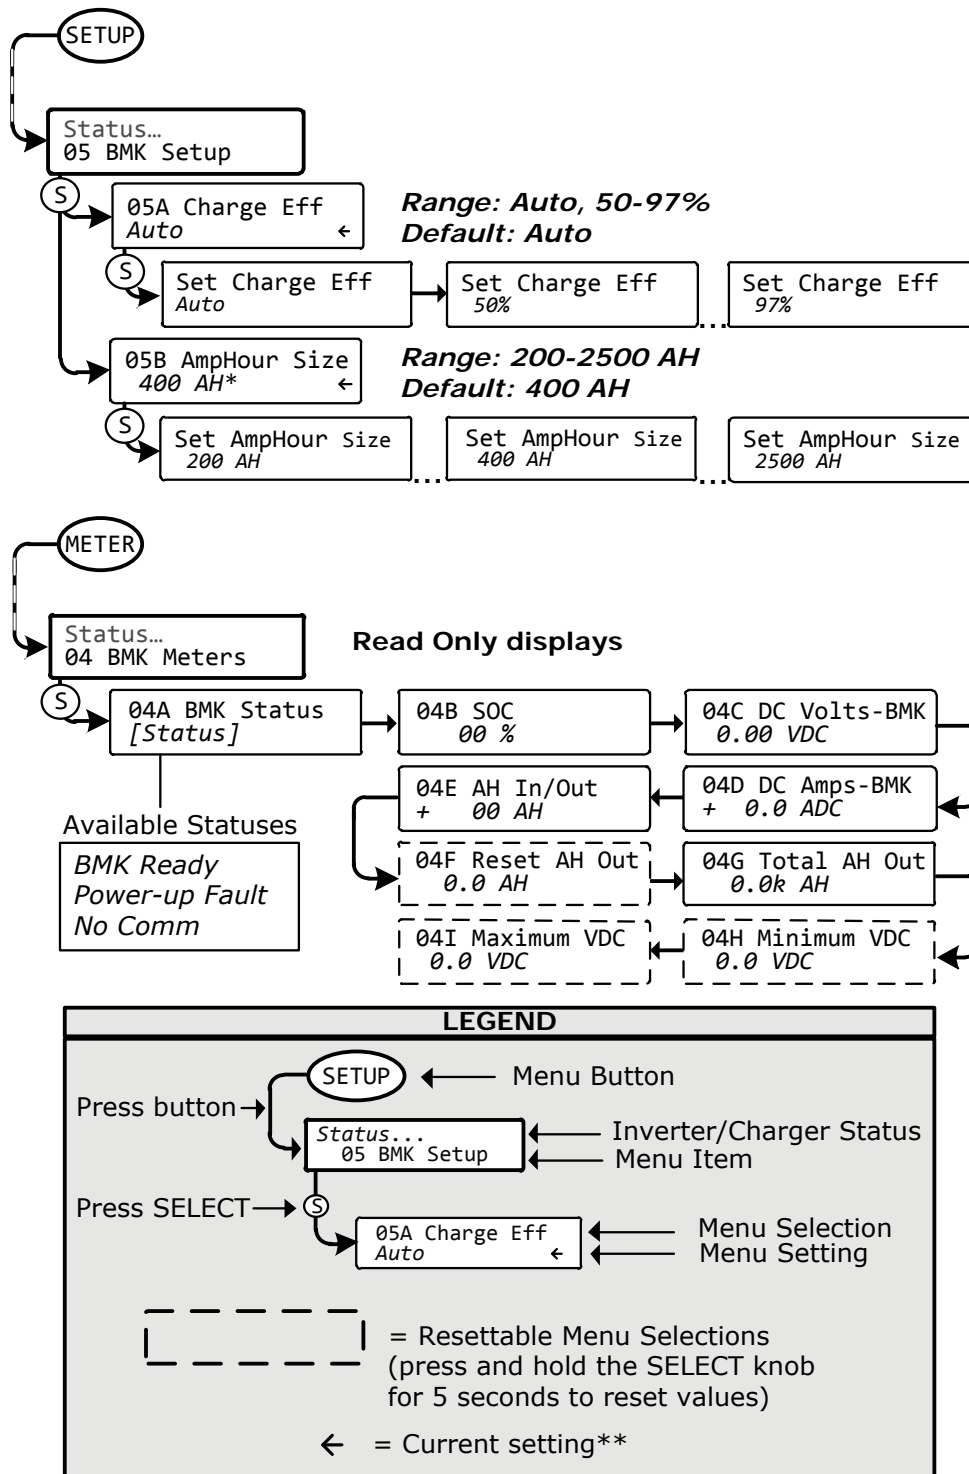 SETUP
Status…
05 BMK Setup
S
05A Charge Eff
Auto ←
Range: Auto, 50-97%
Default: Auto
S
Set Charge Eff
Auto
Set Charge Eff
50%
...
Set Charge Eff
97%
05B AmpHour Size
400 AH* ←
Range: 200-2500 AH
Default: 400 AH
S
Set AmpHour Size
200 AH
...
Set AmpHour Size
400 AH
...
Set AmpHour Size
2500 AH
METER
Status…
04 BMK Meters
Read Only displays
S
04A BMK Status
[Status]
04B SOC
00 %
04C DC Volts-BMK
0.00 VDC
04D DC Amps-BMK
+ 0.0 ADC
04E AH In/Out
+ 00 AH
04F Reset AH Out
0.0 AH
04G Total AH Out
0.0k AH
04H Minimum VDC
0.0 VDC
04I Maximum VDC
0.0 VDC
Available Statuses
BMK Ready
Power-up Fault
No Comm
LEGEND
SETUP
Menu Button
Press button
Status...
05 BMK Setup
Inverter/Charger Status
Menu Item
Press SELECT
S
05A Charge Eff
Auto ←
Menu Selection
Menu Setting
= Resettable Menu Selections
(press and hold the SELECT knob
for 5 seconds to reset values)
← = Current setting**